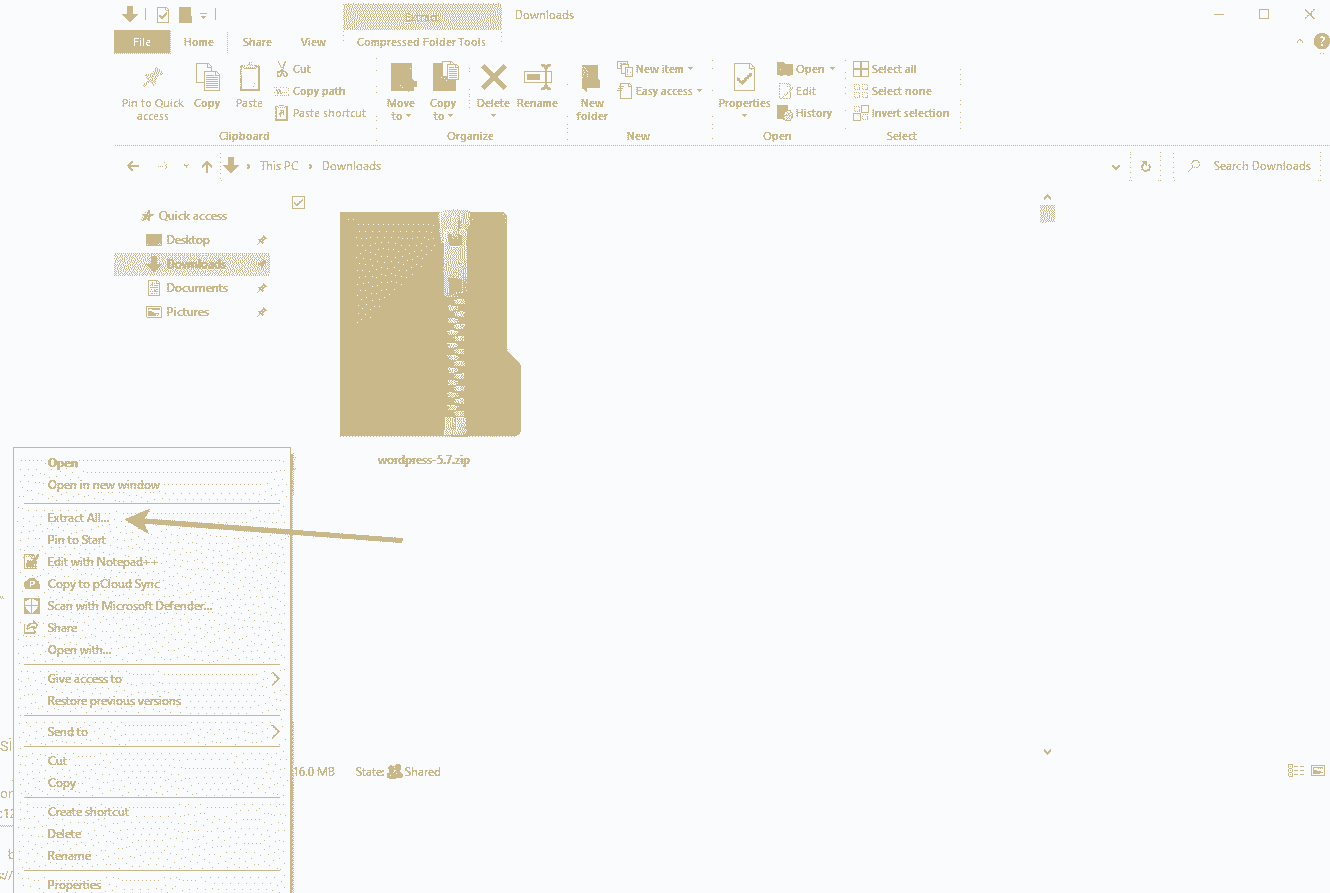 Extract
Downloads
File
Home
Share
View
Compressed Folder Tools
Pin to Quick access
Copy
Paste
Cut
Copy path
Paste shortcut
Clipboard
Move to
Copy to
Delete
Rename
Organize
New folder
New item
Easy access
New
Properties
Open
Edit
History
Open
Select all
Select none
Invert selection
Select
This PC
Downloads
Search Downloads
Quick access
Desktop
Downloads
Documents
Pictures
wordpress-5.7.zip
Open
Open in new window
Extract All...
Pin to Start
Edit with Notepad++
Copy to pCloud Sync
Scan with Microsoft Defender...
Share
Open with...
Give access to
Restore previous versions
Send to
Cut
Copy
Create shortcut
Delete
Rename
Properties
16.0 MB
State: Shared